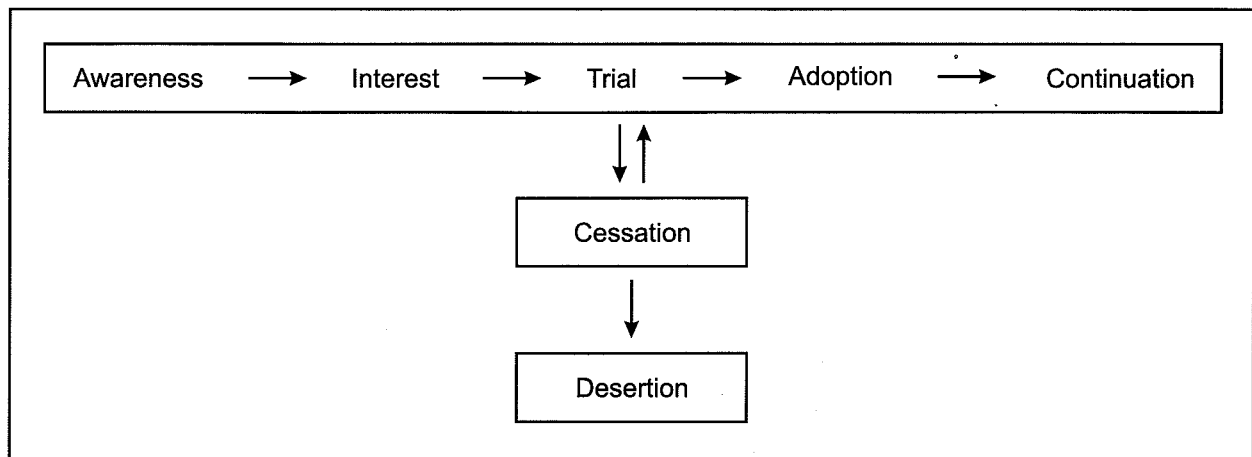 Awareness → Interest → Trial → Adoption → Continuation
Cessation
Desertion